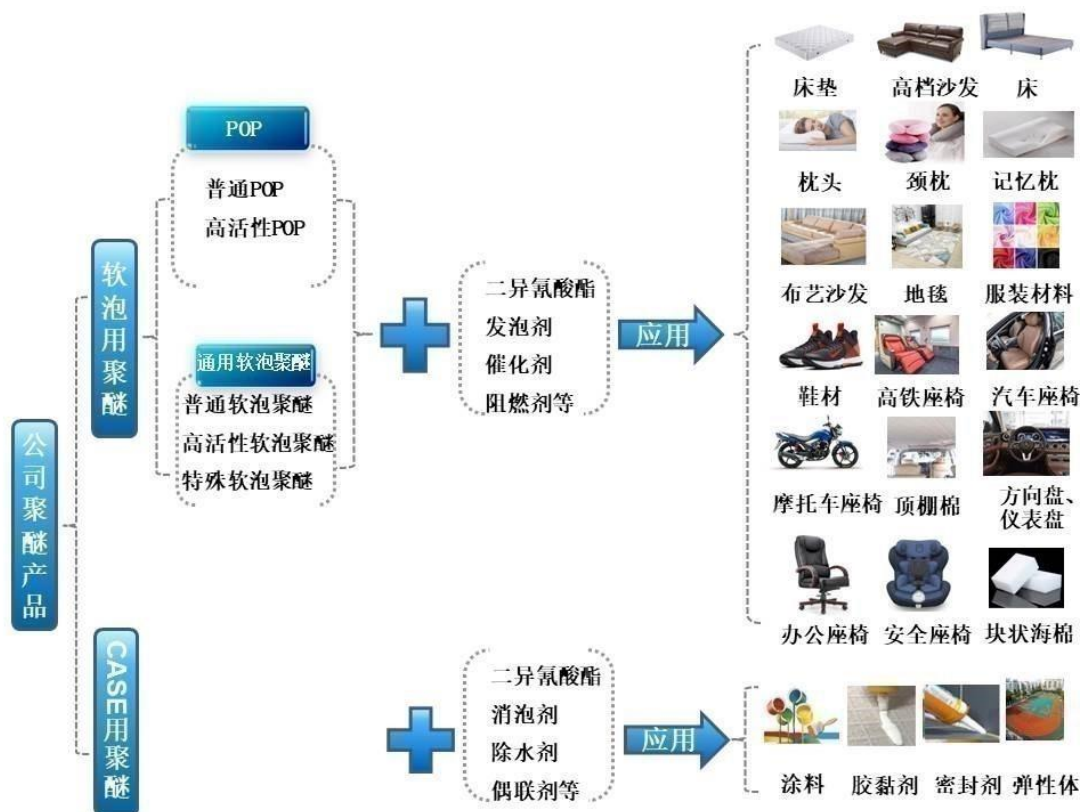 公司聚醚产品
软泡用聚醚
POP
普通POP
高活性POP
通用软泡聚醚
普通软泡聚醚
高活性软泡聚醚
特殊软泡聚醚
二异氰酸酯
发泡剂
催化剂
阻燃剂等
应用
床垫
高档沙发
床
枕头
颈枕
记忆枕
布艺沙发
地毯
服装材料
鞋材
高铁座椅
汽车座椅
摩托车座椅
顶棚棉
方向盘、
仪表盘
办公座椅
安全座椅
块状海棉
CASE用聚醚
二异氰酸酯
消泡剂
除水剂
偶联剂等
应用
涂料
胶黏剂
密封剂
弹性体